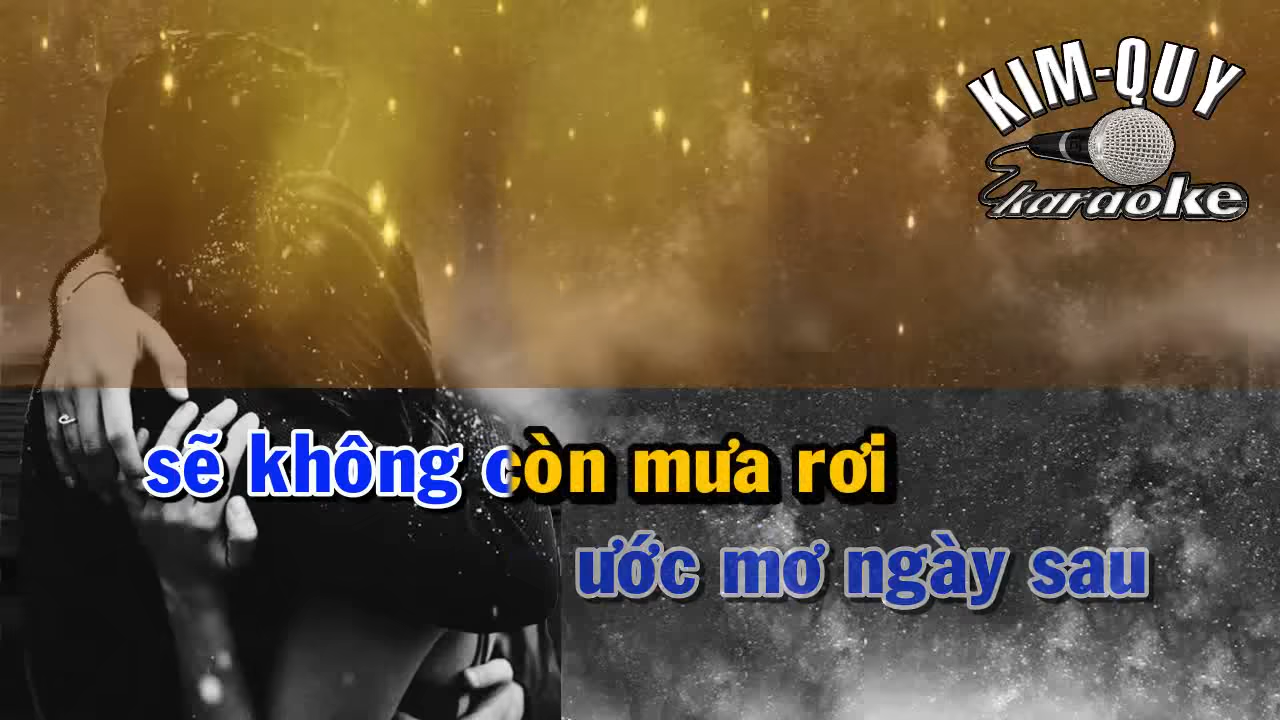 KIM-QUY
karaoke
sẽ không còn mưa rơi
ước mơ ngày sau